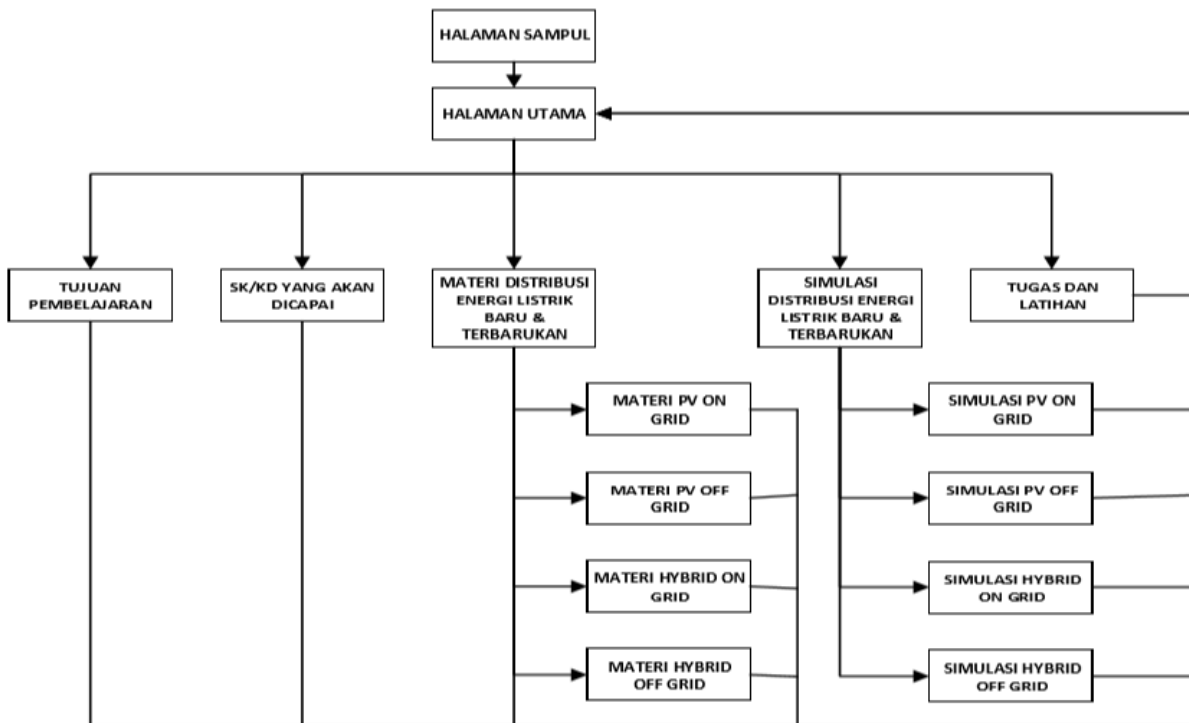 HALAMAN SAMPUL
HALAMAN UTAMA
TUJUAN
PEMBELAJARAN
SK/KD YANG AKAN
DICAPAI
MATERI DISTRIBUSI
ENERGI LISTRIK
BARU &
TERBARUKAN
SIMULASI
DISTRIBUSI ENERGI
LISTRIK BARU &
TERBARUKAN
TUGAS DAN
LATIHAN
MATERI PV ON
GRID
MATERI PV OFF
GRID
MATERI HYBRID ON
GRID
MATERI HYBRID
OFF GRID
SIMULASI PV ON
GRID
SIMULASI PV OFF
GRID
SIMULASI HYBRID
ON GRID
SIMULASI HYBRID
OFF GRID